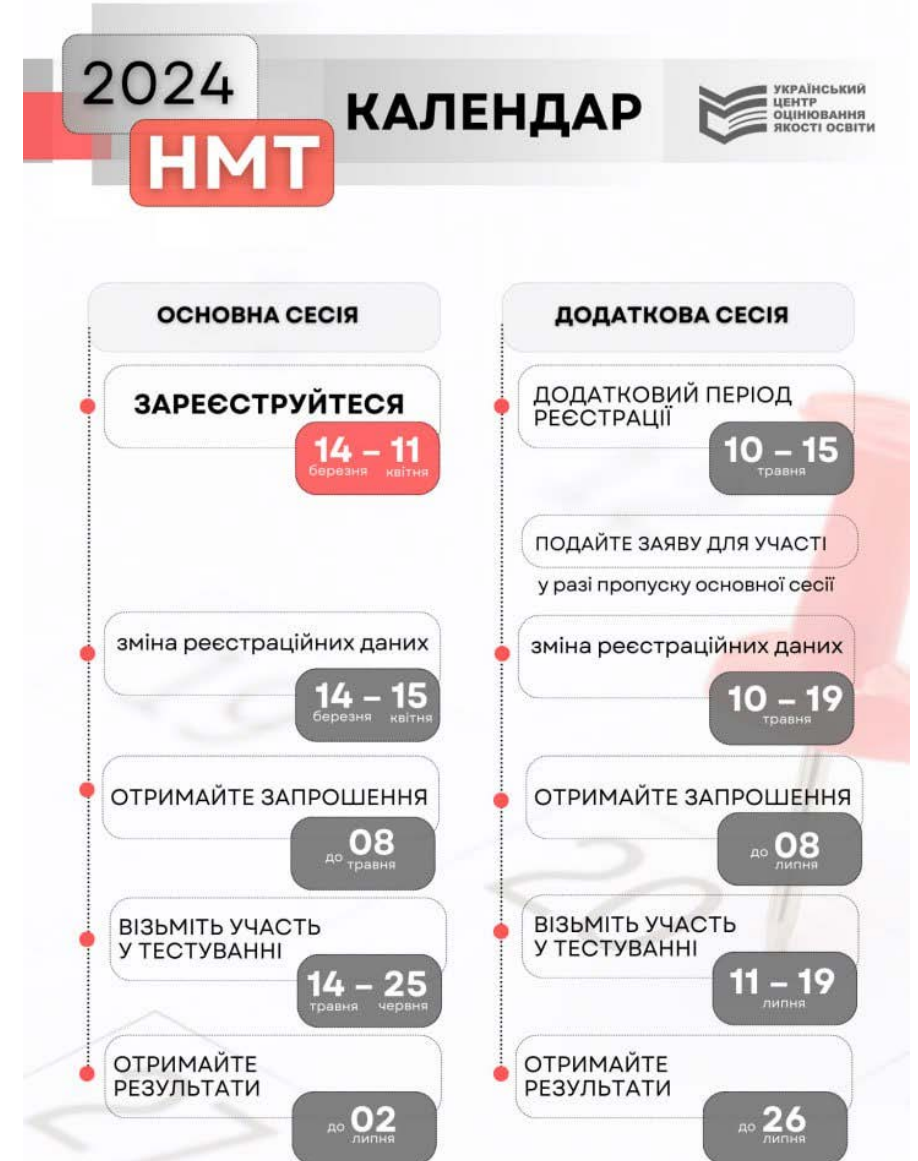 2024
НМТ
КАЛЕНДАР
УКРАЇНСЬКИЙ
ЦЕНТР
ОЦІНЮВАННЯ
ЯКОСТІ ОСВІТИ
ОСНОВНА СЕСІЯ
ЗАРЕЄСТРУЙТЕСЯ
14 – 11
березня квітня
зміна реєстраційних даних
14 – 15
березня квітня
ОТРИМАЙТЕ ЗАПРОШЕННЯ
до 08
травня
ВІЗЬМІТЬ УЧАСТЬ
У ТЕСТУВАННІ
14 – 25
травня червня
ОТРИМАЙТЕ
РЕЗУЛЬТАТИ
до 02
липня
ДОДАТКОВА СЕСІЯ
ДОДАТКОВИЙ ПЕРІОД
РЕЄСТРАЦІЇ
10 – 15
травня
ПОДАЙТЕ ЗАЯВУ ДЛЯ УЧАСТІ
у разі пропуску основної сесії
зміна реєстраційних даних
10 – 19
травня
ОТРИМАЙТЕ ЗАПРОШЕННЯ
до 08
липня
ВІЗЬМІТЬ УЧАСТЬ
У ТЕСТУВАННІ
11 – 19
липня
ОТРИМАЙТЕ
РЕЗУЛЬТАТИ
до 26
липня